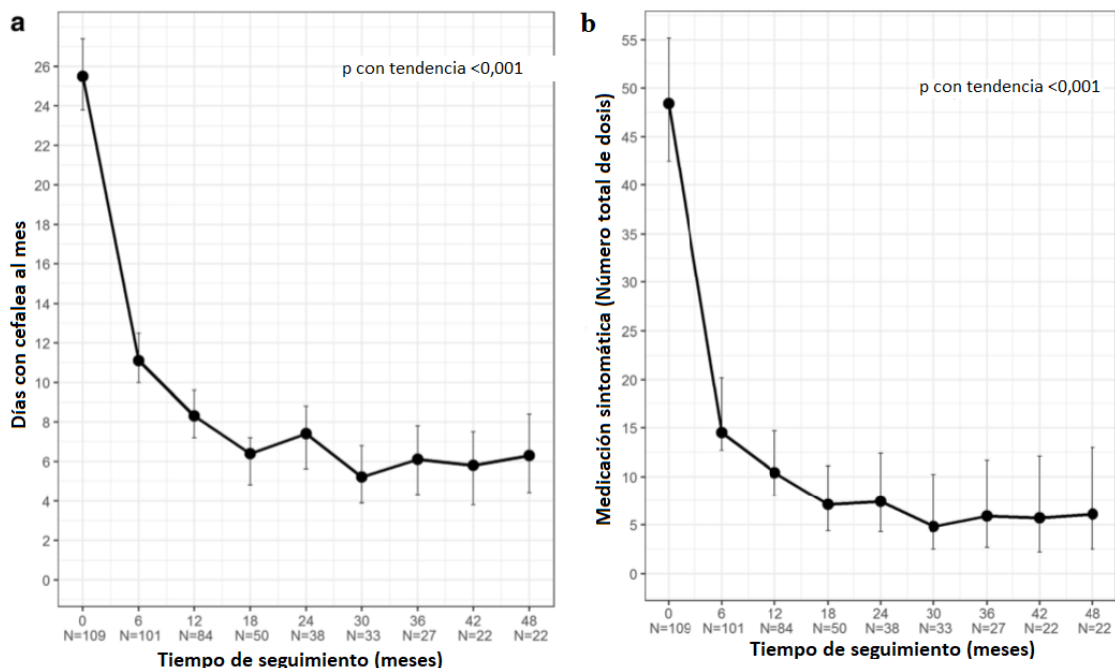 a
p con tendencia <0,001
Días con cefalea al mes
26
24
22
20
18
16
14
12
10
8
6
4
2
0
0 6 12 18 24 30 36 42 48
N=109 N=101 N=84 N=50 N=38 N=33 N=27 N=22 N=22
Tiempo de seguimiento (meses)
b
p con tendencia <0,001
Medicación sintomática (Número total de dosis)
55
50
45
40
35
30
25
20
15
10
5
0
0 6 12 18 24 30 36 42 48
N=109 N=101 N=84 N=50 N=38 N=33 N=27 N=22 N=22
Tiempo de seguimiento (meses)